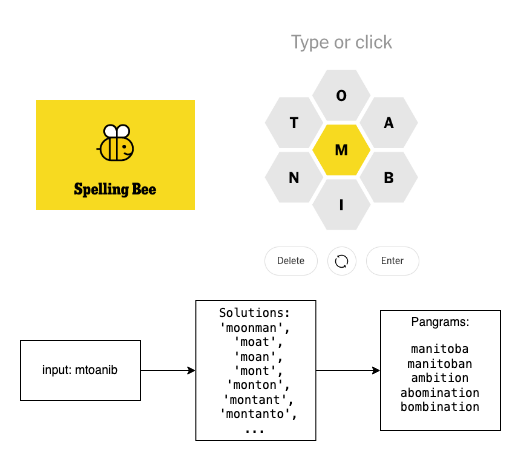 Type or click
O
T
A
M
N
B
I
Spelling Bee
Delete
Enter
input: mtoanib
Solutions:
'moonman',
'moat',
'moan',
'mont',
'monton',
'montant',
'montanto',
...
Pangrams:
manitoba
manitoban
ambition
abomination
bombination